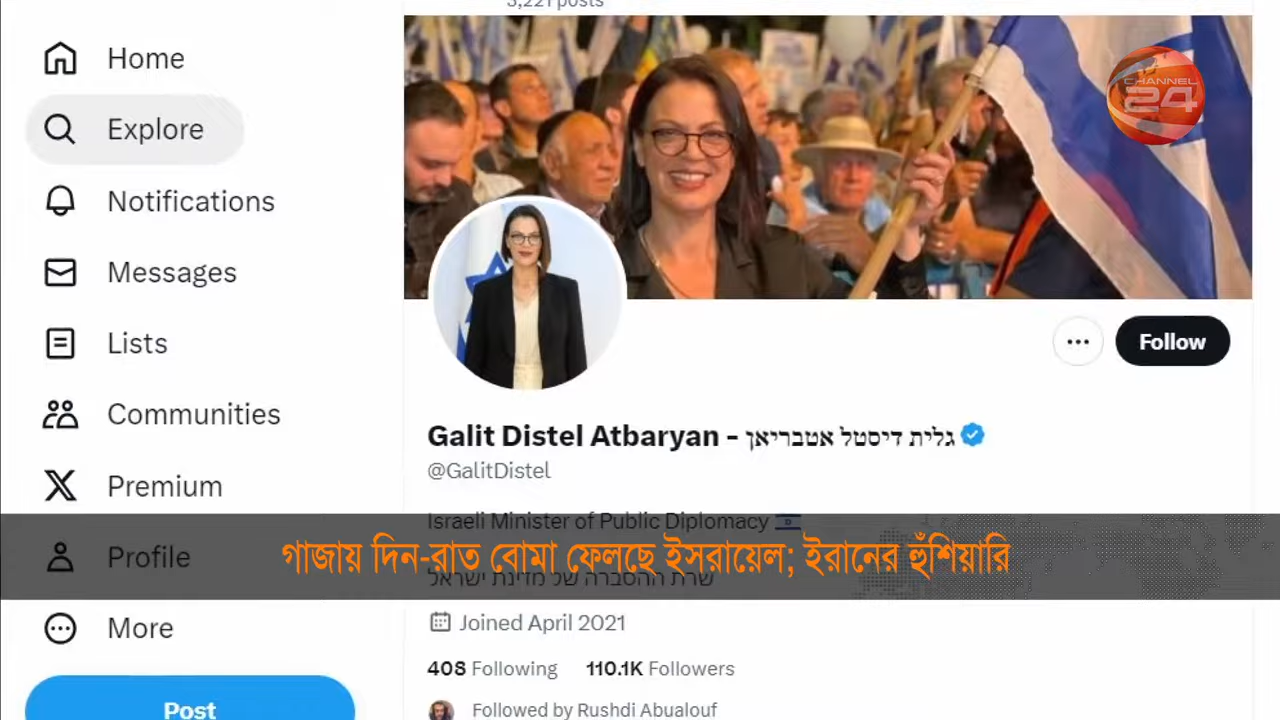 3,221 posts
Home
Explore
Notifications
Messages
Lists
Communities
Premium
Profile
More
Post
CHANNEL
24
Follow
Galit Distel Atbaryan - גלית דיסטל אטבריאן
@GalitDistel
Israeli Minister of Public Diplomacy
שרת ההסברה של מדינת ישראל
গাজায় দিন-রাত বোমা ফেলছে ইসরায়েল; ইরানের হুঁশিয়ারি
Joined April 2021
408 Following 110.1K Followers
Followed by Rushdi Abualouf